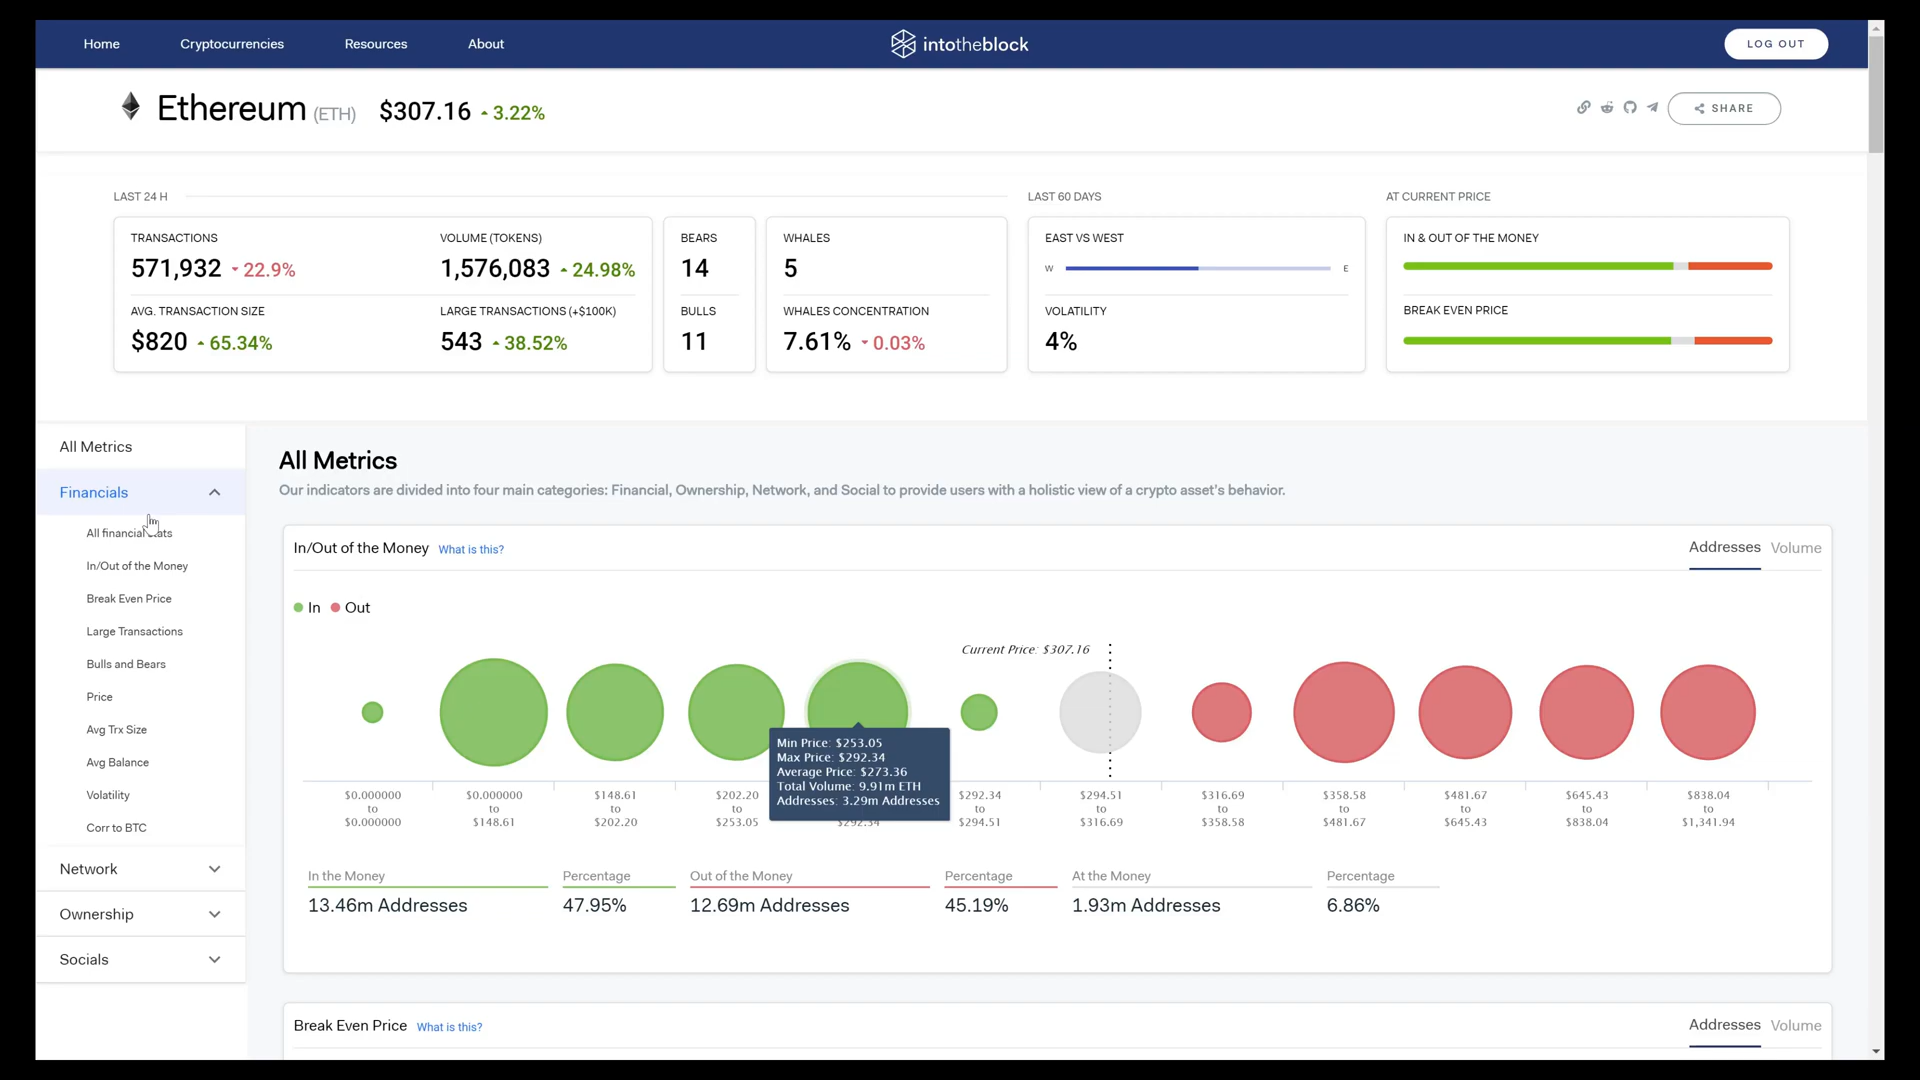 Home Cryptocurrencies Resources About intotheblock LOG OUT
Ethereum (ETH) $307.16 3.22% SHARE
LAST 24 H LAST 60 DAYS AT CURRENT PRICE
TRANSACTIONS VOLUME (TOKENS) BEARS WHALES EAST VS WEST IN & OUT OF THE MONEY
571,932 22.9% 1,576,083 24.98% 14 5 W E
AVG. TRANSACTION SIZE LARGE TRANSACTIONS (+$100K) BULLS WHALES CONCENTRATION VOLATILITY BREAK EVEN PRICE
$820 65.34% 543 38.52% 11 7.61% 0.03% 4%
All Metrics
Financials
All financial
In/Out of the Money
Break Even Price
Large Transactions
Bulls and Bears
Price
Avg Trx Size
Avg Balance
Volatility
Corr to BTC
Network
Ownership
Socials
All Metrics
Our indicators are divided into four main categories: Financial, Ownership, Network, and Social to provide users with a holistic view of a crypto asset's behavior.
In/Out of the Money What is this? Addresses Volume
In Out
Current Price: $307.16
Min Price: $253.05
Max Price: $292.34
Average Price: $273.36
Total Volume: 9.91m ETH
Addresses: 3.29m Addresses
$0.000000 $0.000000 $148.61 $202.20 $292.34 $294.51 $316.69 $358.58 $481.67 $645.43 $838.04
to to to to to to to to to to to
$0.000000 $148.61 $202.20 $253.05 $292.34 $294.51 $316.69 $358.58 $481.67 $645.43 $838.04 $1,341.94
In the Money Percentage Out of the Money Percentage At the Money Percentage
13.46m Addresses 47.95% 12.69m Addresses 45.19% 1.93m Addresses 6.86%
Break Even Price What is this? Addresses Volume